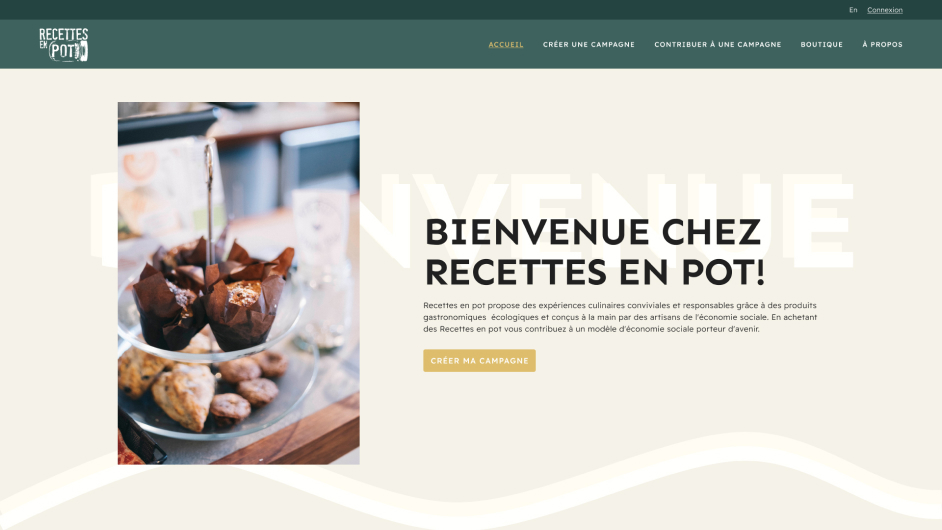 En Connexion
RECETTES
EN POT
ACCUEIL CRÉER UNE CAMPAGNE CONTRIBUER À UNE CAMPAGNE BOUTIQUE À PROPOS
BIENVENUE CHEZ
RECETTES EN POT!
Recettes en pot propose des expériences culinaires conviviales et responsables grâce à des produits
gastronomiques écologiques et conçus à la main par des artisans de l'économie sociale. En achetant
des Recettes en pot vous contribuez à un modèle d'économie sociale porteur d'avenir.
CRÉER MA CAMPAGNE